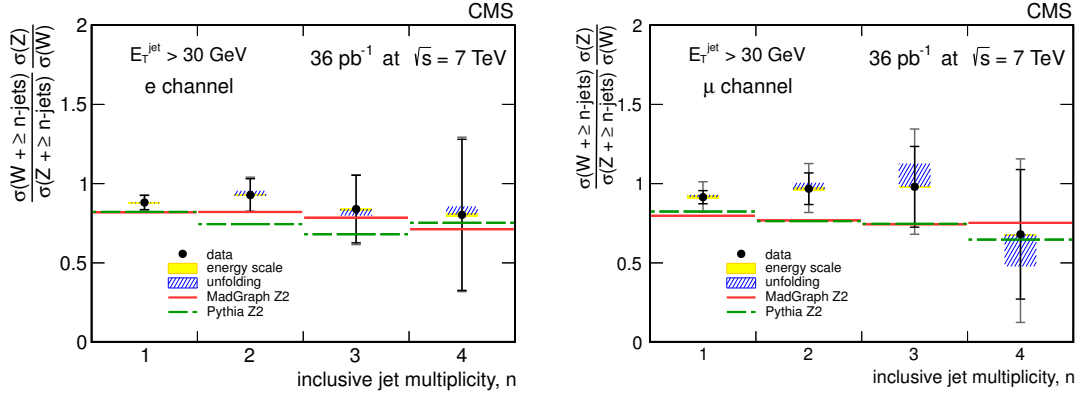 CMS
σ(W + ≥ n-jets) σ(Z)
σ(Z + ≥ n-jets) σ(W)
2
1.5
1
0.5
0
E_T^jet > 30 GeV
36 pb⁻¹ at √s = 7 TeV
e channel
data
energy scale
unfolding
MadGraph Z2
Pythia Z2
1 2 3 4
inclusive jet multiplicity, n
CMS
σ(W + ≥ n-jets) σ(Z)
σ(Z + ≥ n-jets) σ(W)
2
1.5
1
0.5
0
E_T^jet > 30 GeV
36 pb⁻¹ at √s = 7 TeV
μ channel
data
energy scale
unfolding
MadGraph Z2
Pythia Z2
1 2 3 4
inclusive jet multiplicity, n